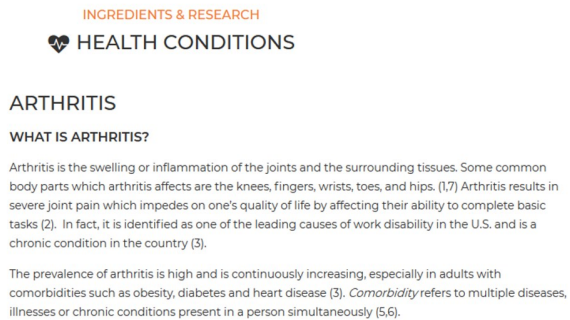 INGREDIENTS & RESEARCH
HEALTH CONDITIONS
ARTHRITIS
WHAT IS ARTHRITIS?
Arthritis is the swelling or inflammation of the joints and the surrounding tissues. Some common
body parts which arthritis affects are the knees, fingers, wrists, toes, and hips. (1,7) Arthritis results in
severe joint pain which impedes on one's quality of life by affecting their ability to complete basic
tasks (2).  In fact, it is identified as one of the leading causes of work disability in the U.S. and is a
chronic condition in the country (3).
The prevalence of arthritis is high and is continuously increasing, especially in adults with
comorbidities such as obesity, diabetes and heart disease (3). Comorbidity refers to multiple diseases,
illnesses or chronic conditions present in a person simultaneously (5,6).